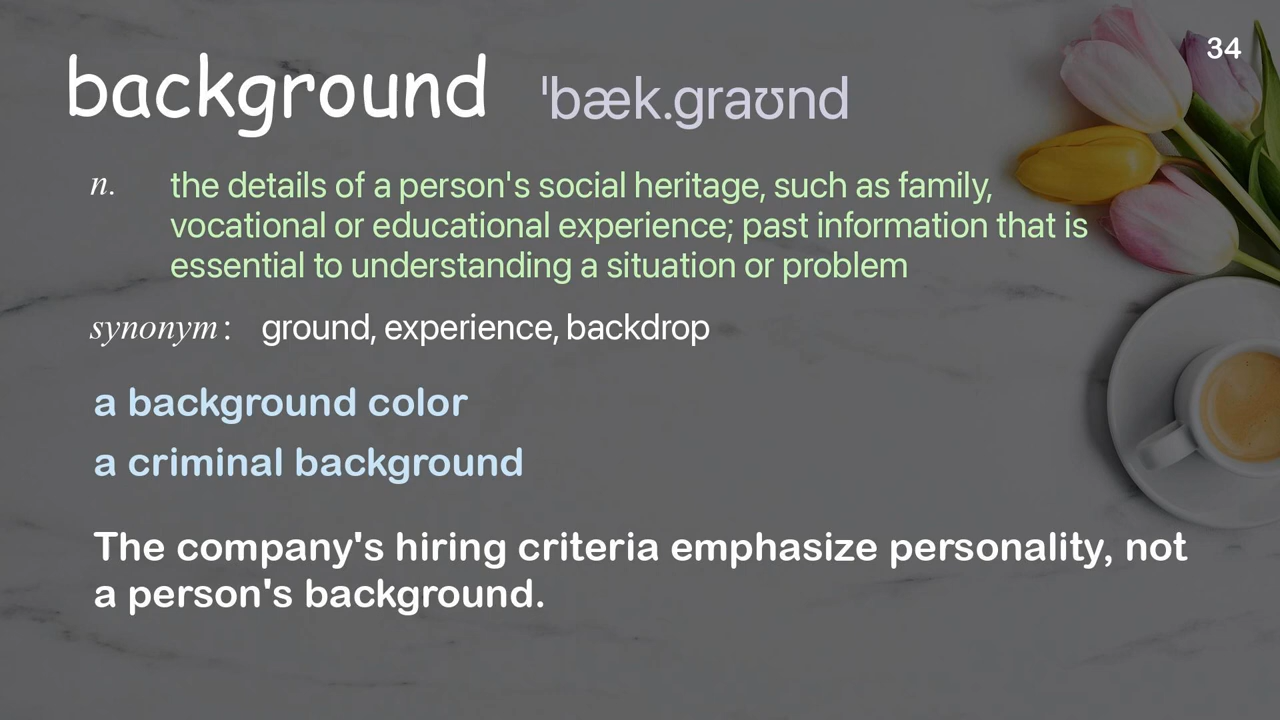 34
background ˈbæk.graʊnd
n. the details of a person's social heritage, such as family,
vocational or educational experience; past information that is
essential to understanding a situation or problem
synonym: ground, experience, backdrop
a background color
a criminal background
The company's hiring criteria emphasize personality, not
a person's background.